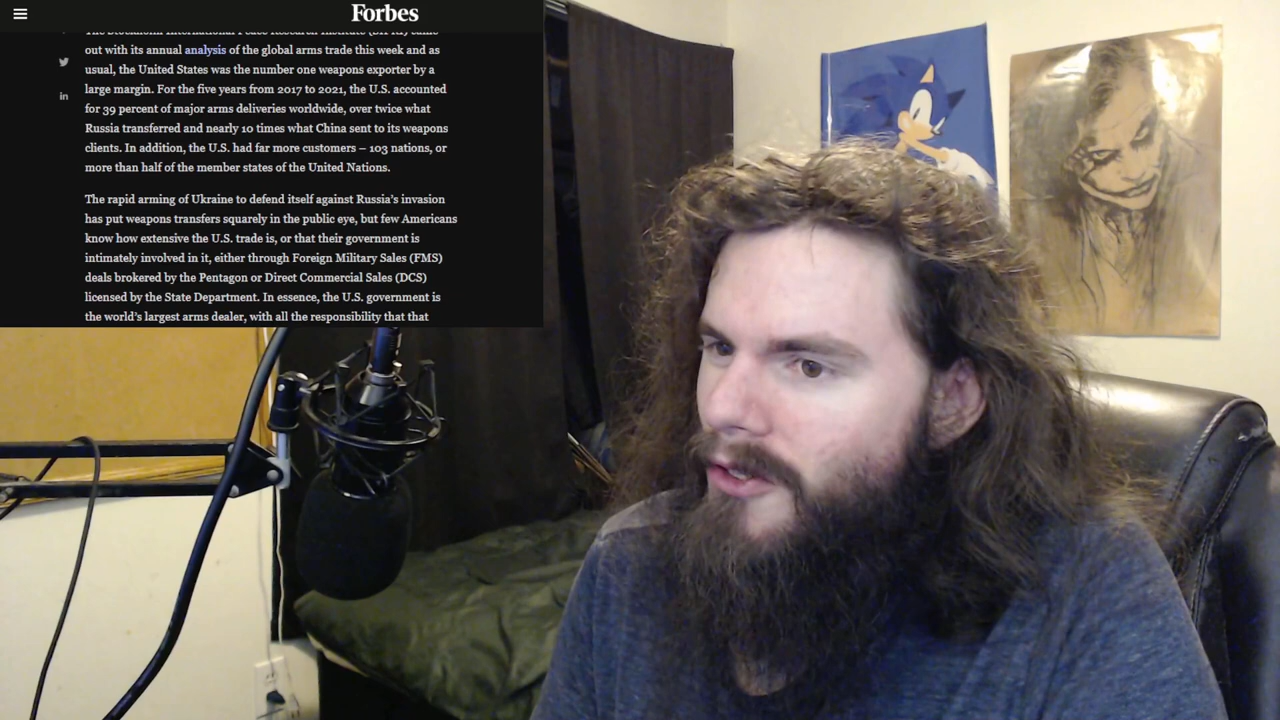 Forbes
The Stockholm International Peace Research Institute (SIPRI) came
out with its annual analysis of the global arms trade this week and as
usual, the United States was the number one weapons exporter by a
large margin. For the five years from 2017 to 2021, the U.S. accounted
for 39 percent of major arms deliveries worldwide, over twice what
Russia transferred and nearly 10 times what China sent to its weapons
clients. In addition, the U.S. had far more customers – 103 nations, or
more than half of the member states of the United Nations.
The rapid arming of Ukraine to defend itself against Russia's invasion
has put weapons transfers squarely in the public eye, but few Americans
know how extensive the U.S. trade is, or that their government is
intimately involved in it, either through Foreign Military Sales (FMS)
deals brokered by the Pentagon or Direct Commercial Sales (DCS)
licensed by the State Department. In essence, the U.S. government is
the world's largest arms dealer, with all the responsibility that that